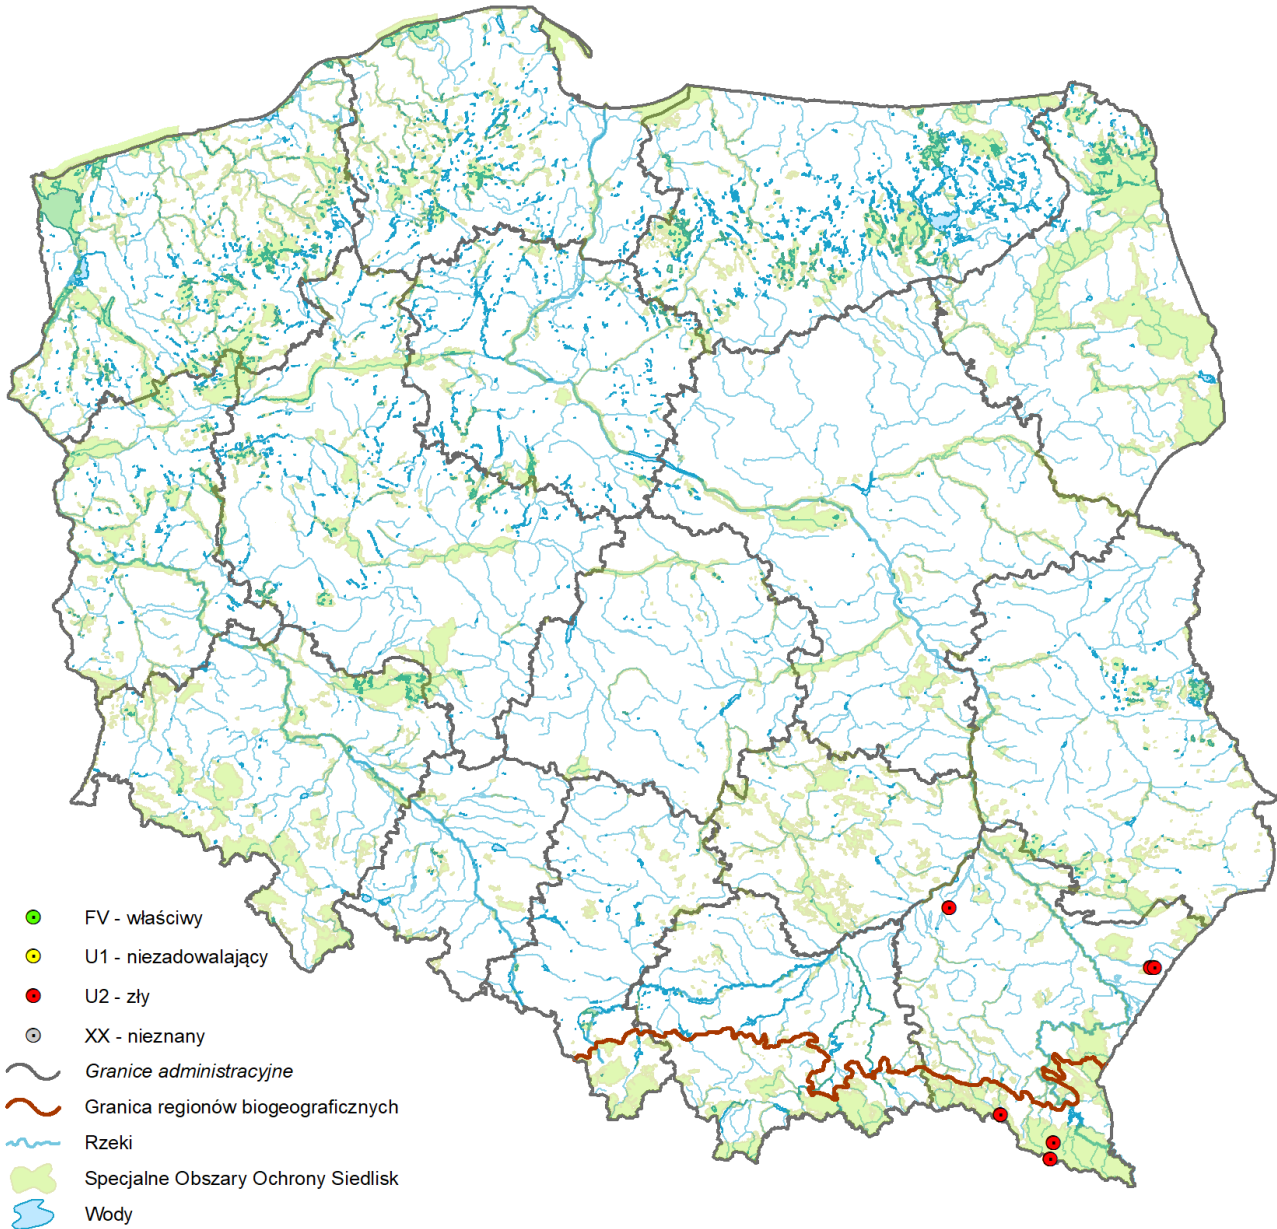 FV - właściwy
U1 - niezadowalający
U2 - zły
XX - nieznany
Granice administracyjne
Granica regionów biogeograficznych
Rzeki
Specjalne Obszary Ochrony Siedlisk
Wody